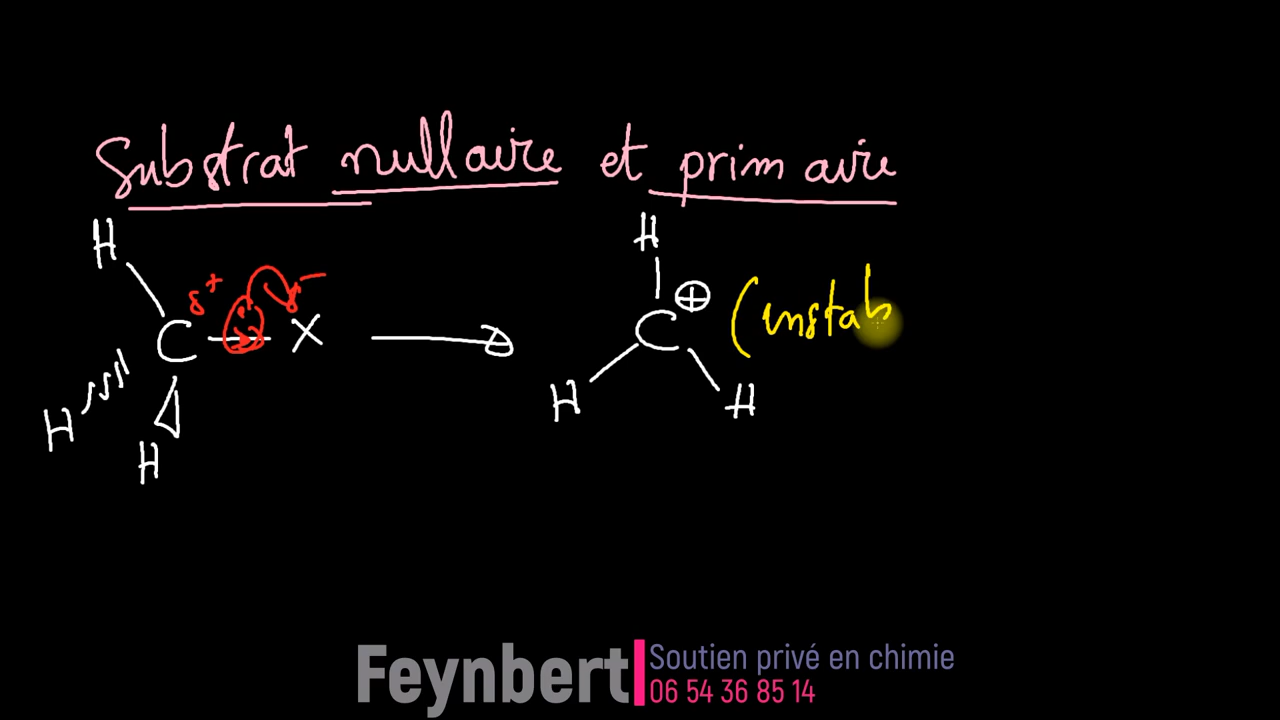 Substrat nullaire et primaire
H
δ+ δ-
C X
H
H
H
C ⊕ (instab
H H
Feynbert
Soutien privé en chimie
06 54 36 85 14